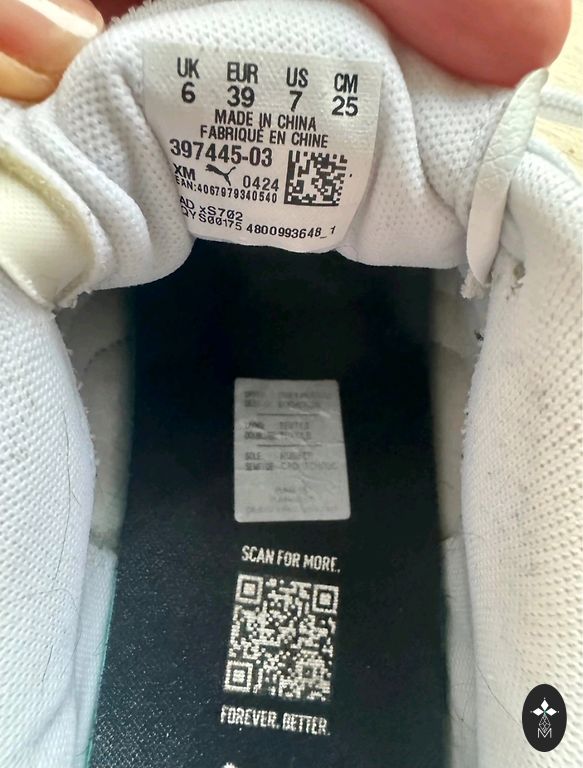 UK EUR US CM
6 39 7 25
MADE IN CHINA
FABRIQUÉ EN CHINE
397445-03
XM 0424
EAN:4067979340540
AD xS702
QYS00175 4800993648_1
SCAN FOR MORE.
FOREVER. BETTER.
M